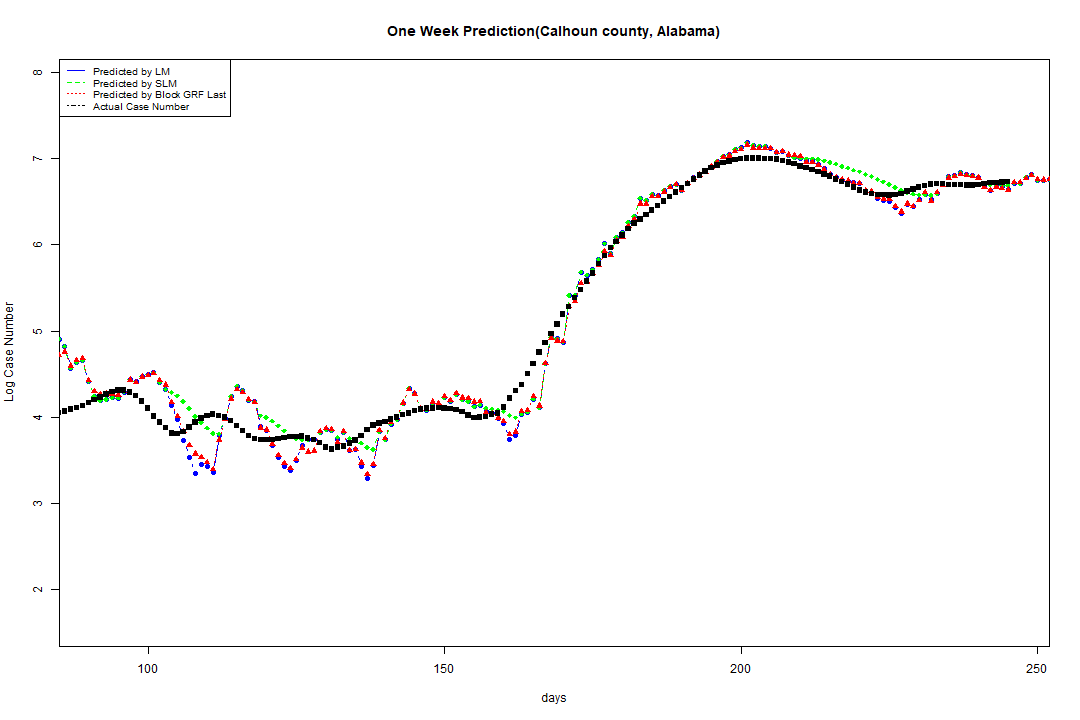 One Week Prediction(Calhoun county, Alabama)
Predicted by LM
Predicted by SLM
Predicted by Block GRF Last
Actual Case Number
8
7
6
5
4
3
2
Log Case Number
100
150
200
250
days